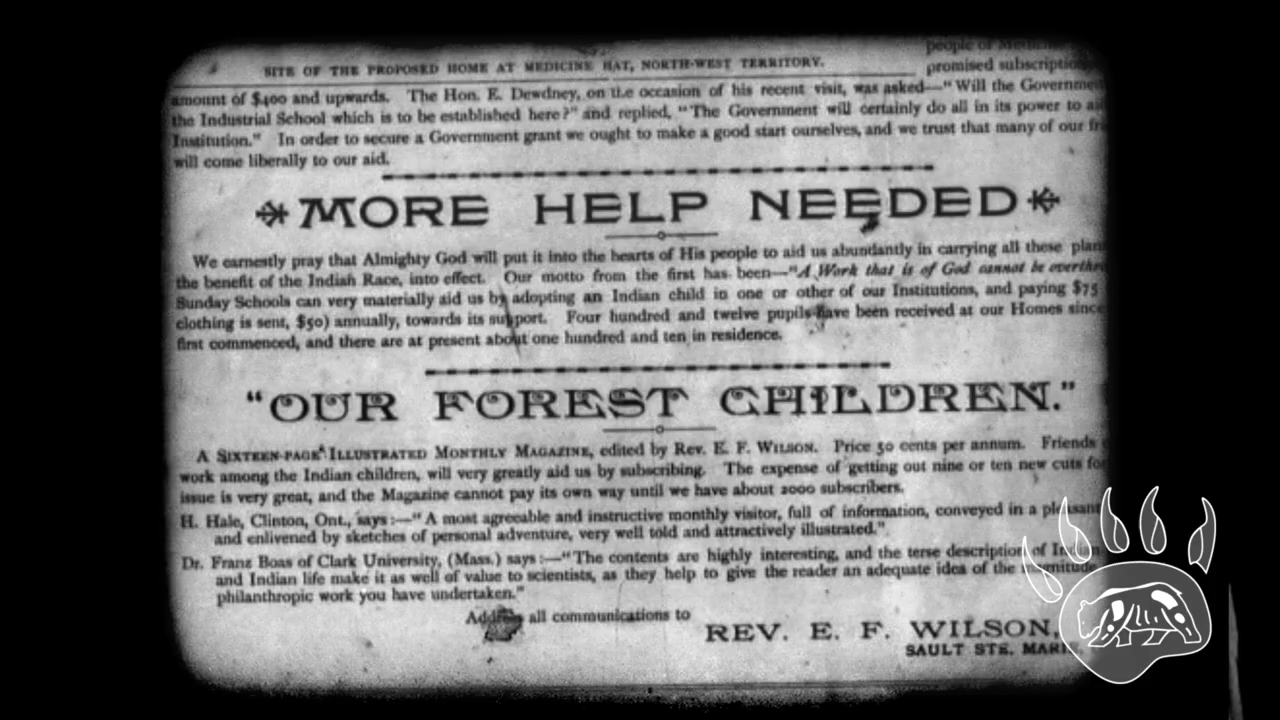 people of
promised subscription
SITE OF THE PROPOSED HOME AT MEDICINE HAT, NORTH-WEST TERRITORY.
amount of $400 and upwards. The Hon. E. Dewdney, on the occasion of his recent visit, was asked—"Will the Governmen
the Industrial School which is to be established here?" and replied, "The Government will certainly do all in its power to ai
Institution." In order to secure a Government grant we ought to make a good start ourselves, and we trust that many of our fr
will come liberally to our aid.
MORE HELP NEEDED
We earnestly pray that Almighty God will put it into the hearts of His people to aid us abundantly in carrying all these plan
the benefit of the Indian Race, into effect. Our motto from the first has been—"A Work that is of God cannot be overthr
Sunday Schools can very materially aid us by adopting an Indian child in one or other of our Institutions, and paying $75
clothing is sent, $50) annually, towards its support. Four hundred and twelve pupils have been received at our Homes since
first commenced, and there are at present about one hundred and ten in residence.
"OUR FOREST CHILDREN."
A SIXTEEN-PAGE ILLUSTRATED MONTHLY MAGAZINE, edited by Rev. E. F. WILSON. Price 50 cents per annum. Friends
work among the Indian children, will very greatly aid us by subscribing. The expense of getting out nine or ten new cuts for
issue is very great, and the Magazine cannot pay its own way until we have about 2000 subscribers.
H. Hale, Clinton, Ont., says:—"A most agreeable and instructive monthly visitor, full of information, conveyed in a pleasant
and enlivened by sketches of personal adventure, very well told and attractively illustrated."
Dr. Franz Boas of Clark University, (Mass.) says:—"The contents are highly interesting, and the terse description of Indian
and Indian life make it as well of value to scientists, as they help to give the reader an adequate idea of the magnitude
philanthropic work you have undertaken."
Address all communications to
REV. E. F. WILSON,
SAULT STE. MARIE,